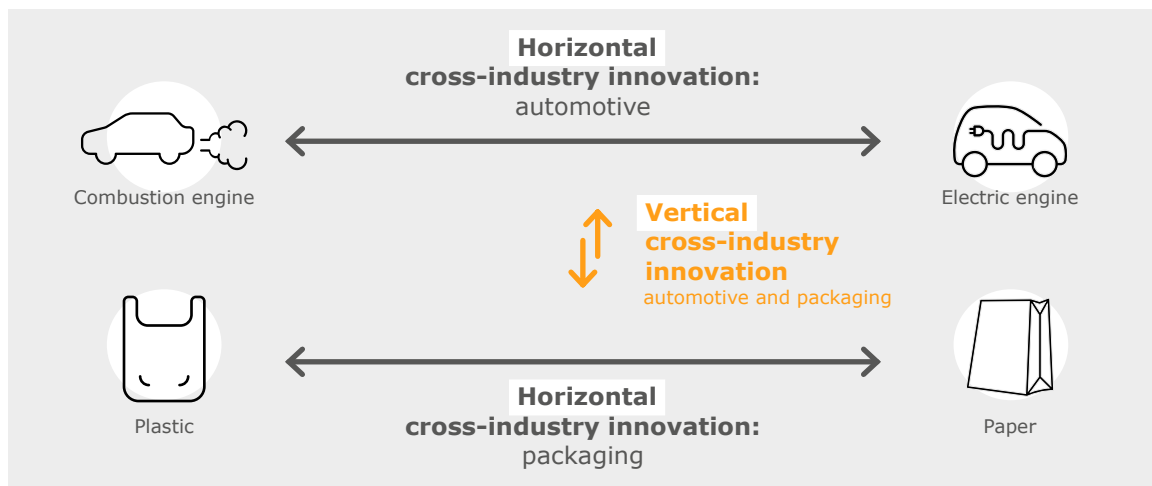 Horizontal
cross-industry innovation:
automotive
Combustion engine
Electric engine
Vertical
cross-industry
innovation
automotive and packaging
Plastic
Paper
Horizontal
cross-industry innovation:
packaging